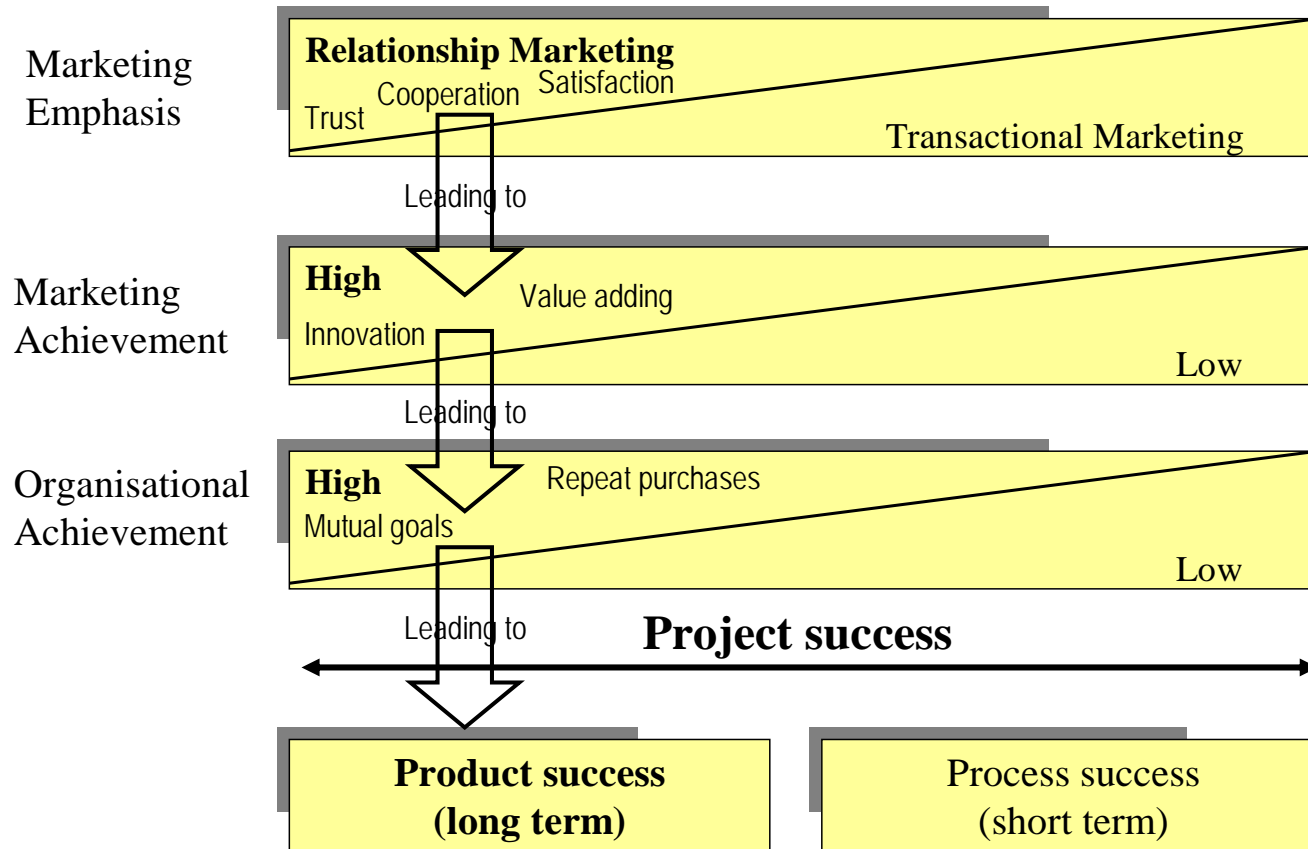 Marketing
Emphasis
Relationship Marketing
Satisfaction
Cooperation
Trust
Transactional Marketing
Leading to
Marketing
Achievement
High
Value adding
Innovation
Low
Leading to
Organisational
Achievement
High
Repeat purchases
Mutual goals
Low
Leading to
Project success
Product success
(long term)
Process success
(short term)